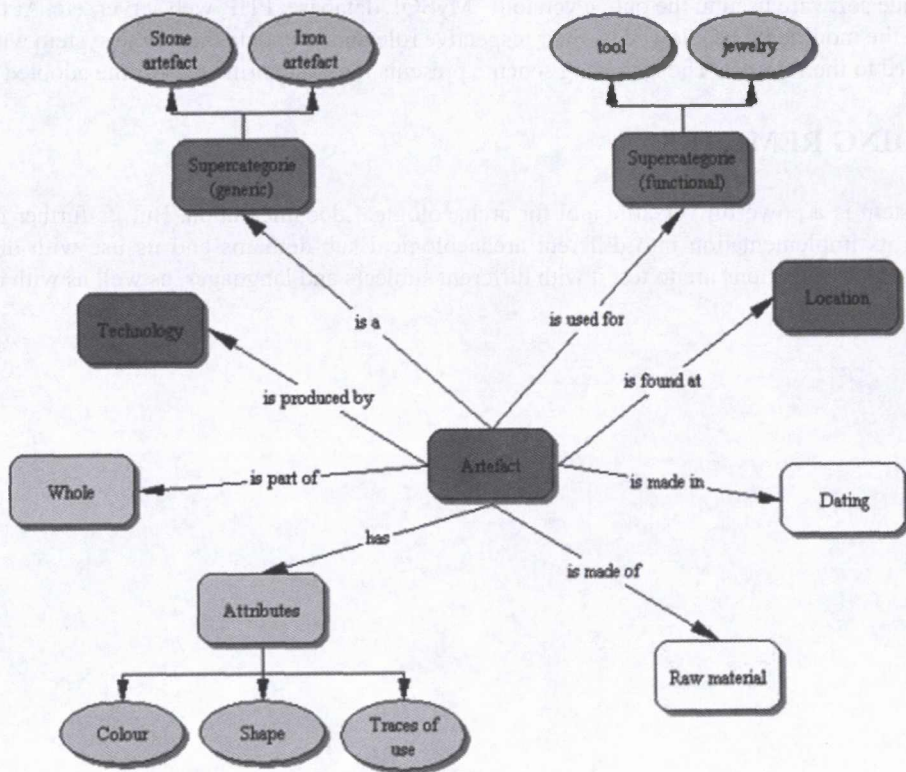 Stone
artefact
Iron
artefact
tool
jewelry
Supercategorie
(generic)
Supercategorie
(functional)
Technology
is a
is used for
Location
is produced by
is found at
Artefact
Whole
is part of
is made in
Dating
has
is made of
Attributes
Raw material
Colour
Shape
Traces of
use